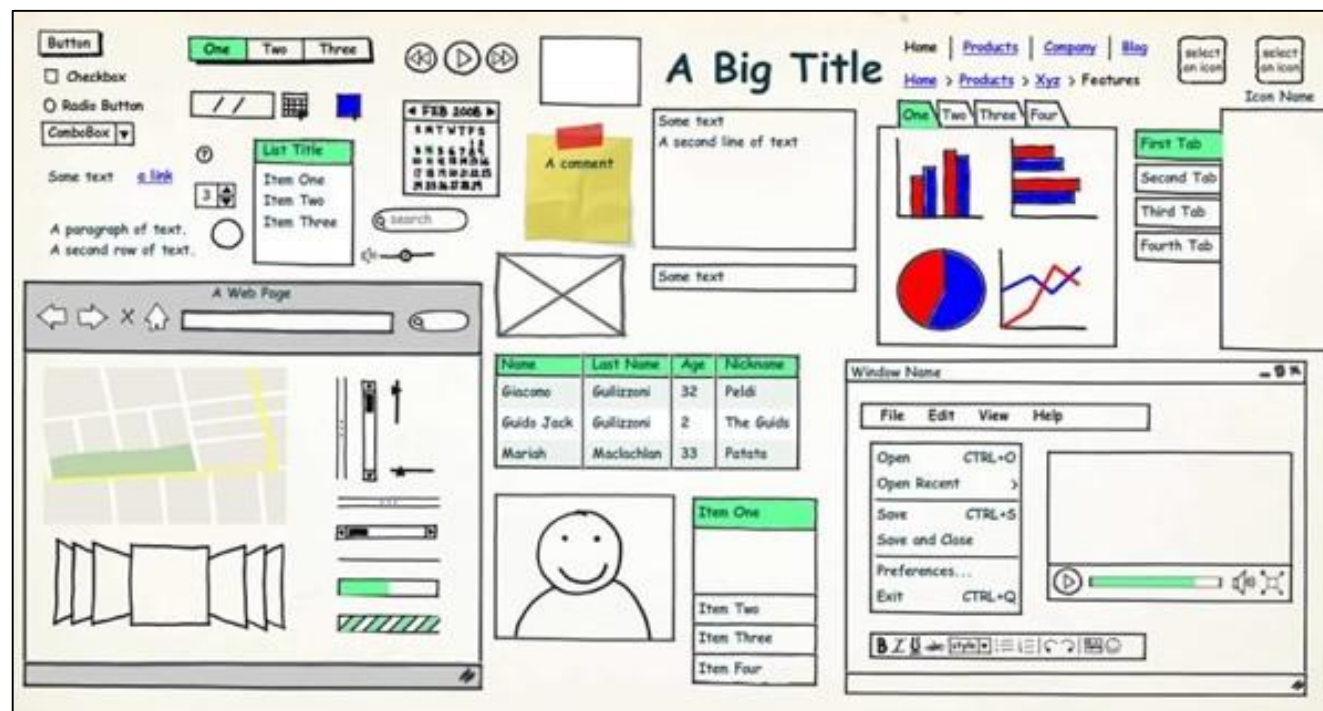 Button
One Two Three
Checkbox
Radio Button
ComboBox
/ /
Some text a link
3
A paragraph of text.
A second row of text.
?
List Title
Item One
Item Two
Item Three
FEB 2008
S M T W T F S
search
A comment
A Big Title
Some text
A second line of text
Some text
Home Products Company Blog
Home > Products > Xyz > Features
select an icon
select an icon
Icon Name
One Two Three Four
First Tab
Second Tab
Third Tab
Fourth Tab
A Web Page
Name Last Name Age Nickname
Giacomo Guilizzoni 32 Peldi
Guido Jack Guilizzoni 2 The Guids
Mariah Maclachlan 33 Patata
Item One
Item Two
Item Three
Item Four
Window Name
File Edit View Help
Open CTRL+O
Open Recent >
Save CTRL+S
Save and Close
Preferences...
Exit CTRL+Q
B I U abc style